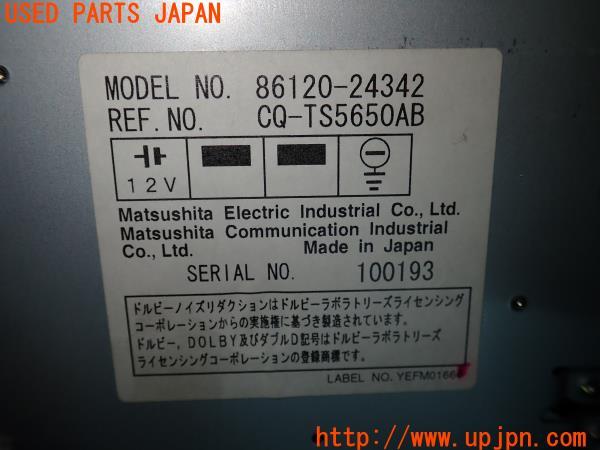 USED PARTS JAPAN
MODEL NO. 86120-24342
REF.NO. CQ-TS5650AB
12V
Matsushita Electric Industrial Co., Ltd.
Matsushita Communication Industrial
Co., Ltd. Made in Japan
SERIAL NO. 100193
ドルビーノイズリダクションはドルビーラボラトリーズライセンシング
コーポレーションからの実施権に基づき製造されています。
ドルビー, DOLBY及びダブルD記号はドルビーラボラトリーズ
ライセンシングコーポレーションの登録商標です。
LABEL NO.
http://www.upjpn.com/